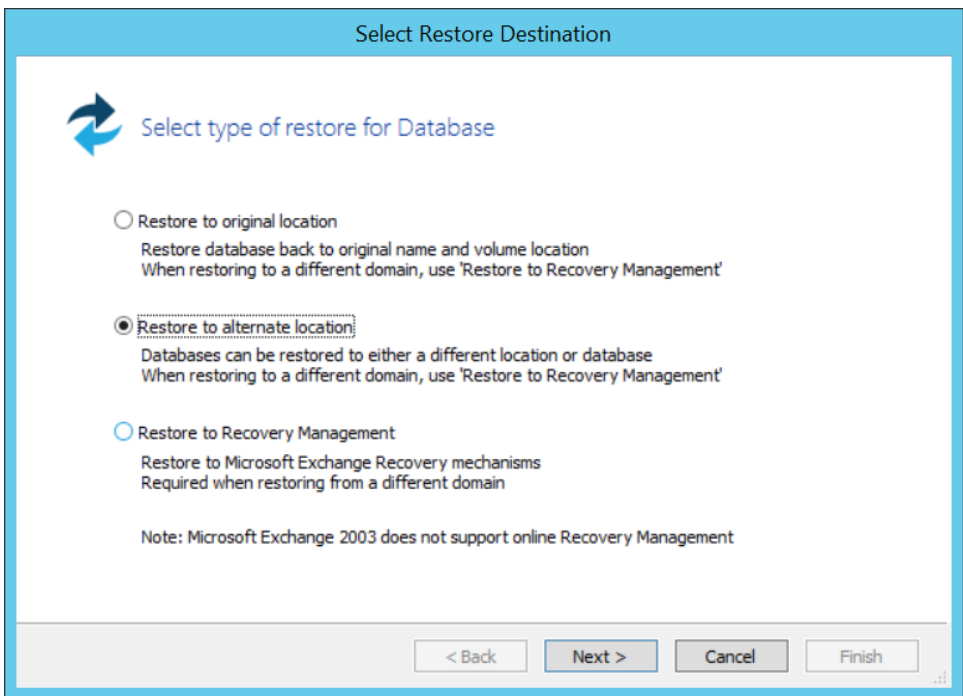 Select Restore Destination
Select type of restore for Database
Restore to original location
Restore database back to original name and volume location
When restoring to a different domain, use 'Restore to Recovery Management'
Restore to alternate location
Databases can be restored to either a different location or database
When restoring to a different domain, use 'Restore to Recovery Management'
Restore to Recovery Management
Restore to Microsoft Exchange Recovery mechanisms
Required when restoring from a different domain
Note: Microsoft Exchange 2003 does not support online Recovery Management
< Back
Next >
Cancel
Finish